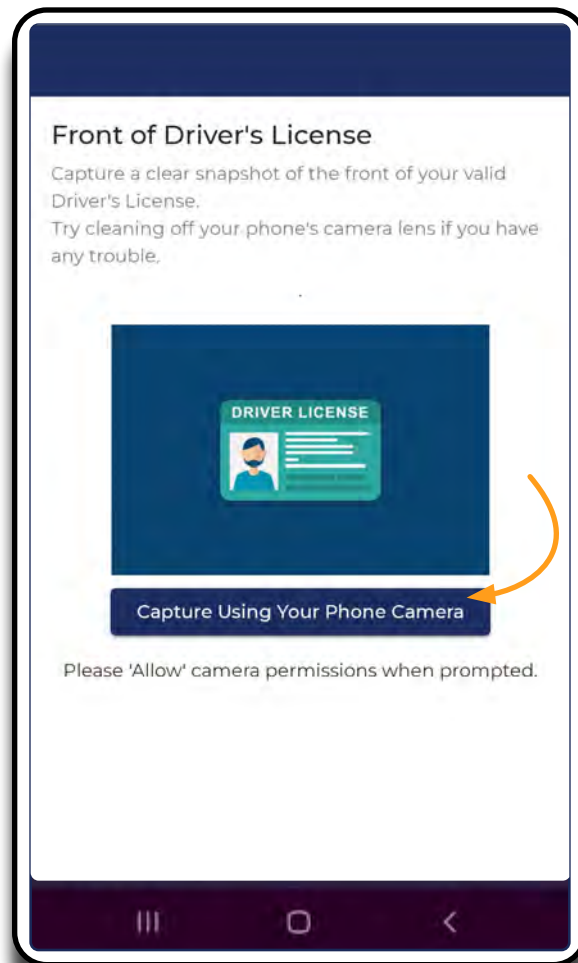 Front of Driver's License
Capture a clear snapshot of the front of your valid
Driver's License.
Try cleaning off your phone's camera lens if you have
any trouble.
DRIVER LICENSE
Capture Using Your Phone Camera
Please 'Allow' camera permissions when prompted.